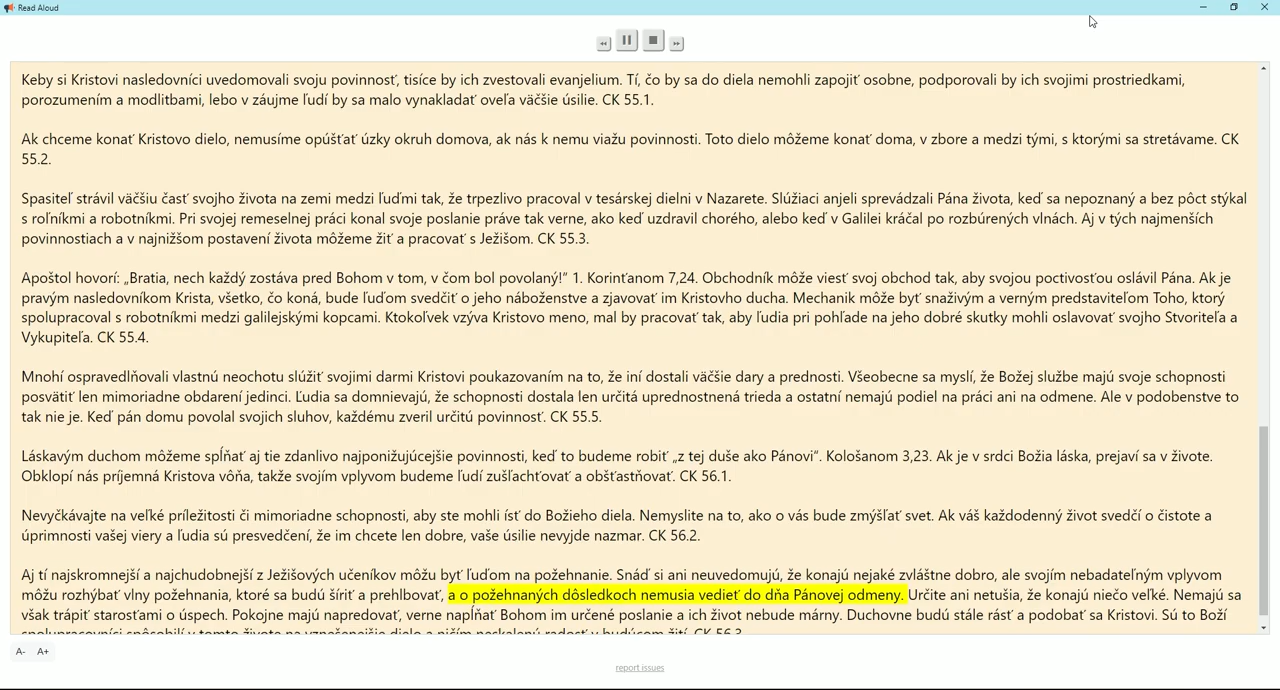 Read Aloud
Keby si Kristovi nasledovníci uvedomovali svoju povinnosť, tisíce by ich zvestovali evanjelium. Tí, čo by sa do diela nemohli zapojiť osobne, podporovali by ich svojimi prostriedkami,
porozumením a modlitbami, lebo v záujme ľudí by sa malo vynakladať oveľa väčšie úsilie. CK 55.1.
Ak chceme konať Kristovo dielo, nemusíme opúšťať úzky okruh domova, ak nás k nemu viažu povinnosti. Toto dielo môžeme konať doma, v zbore a medzi tými, s ktorými sa stretávame. CK
55.2.
Spasiteľ strávil väčšiu časť svojho života na zemi medzi ľuďmi tak, že trpezlivo pracoval v tesárskej dielni v Nazarete. Slúžiaci anjeli sprevádzali Pána života, keď sa nepoznaný a bez pôct stýkal
s roľníkmi a robotníkmi. Pri svojej remeselnej práci konal svoje poslanie práve tak verne, ako keď uzdravil chorého, alebo keď v Galilei kráčal po rozbúrených vlnách. Aj v tých najmenších
povinnostiach a v najnižšom postavení života môžeme žiť a pracovať s Ježišom. CK 55.3.
Apoštol hovorí: „Bratia, nech každý zostáva pred Bohom v tom, v čom bol povolaný!“ 1. Korinťanom 7,24. Obchodník môže viesť svoj obchod tak, aby svojou poctivosťou oslávil Pána. Ak je
pravým nasledovníkom Krista, všetko, čo koná, bude ľuďom svedčiť o jeho náboženstve a zjavovať im Kristovho ducha. Mechanik môže byť snaživým a verným predstaviteľom Toho, ktorý
spolupracoval s robotníkmi medzi galilejskými kopcami. Ktokoľvek vzýva Kristovo meno, mal by pracovať tak, aby ľudia pri pohľade na jeho dobré skutky mohli oslavovať svojho Stvoriteľa a
Vykupiteľa. CK 55.4.
Mnohí ospravedlňovali vlastnú neochotu slúžiť svojimi darmi Kristovi poukazovaním na to, že iní dostali väčšie dary a prednosti. Všeobecne sa myslí, že Božej službe majú svoje schopnosti
posvätiť len mimoriadne obdarení jedinci. Ľudia sa domnievajú, že schopnosti dostala len určitá uprednostnená trieda a ostatní nemajú podiel na práci ani na odmene. Ale v podobenstve to
tak nie je. Keď pán domu povolal svojich sluhov, každému zveril určitú povinnosť. CK 55.5.
Láskavým duchom môžeme spĺňať aj tie zdanlivo najponižujúcejšie povinnosti, keď to budeme robiť „z tej duše ako Pánovi“. Kološanom 3,23. Ak je v srdci Božia láska, prejaví sa v živote.
Obklopí nás príjemná Kristova vôňa, takže svojím vplyvom budeme ľudí zušľachťovať a obšťastňovať. CK 56.1.
Nevyčkávajte na veľké príležitosti či mimoriadne schopnosti, aby ste mohli ísť do Božieho diela. Nemyslite na to, ako o vás bude zmýšľať svet. Ak váš každodenný život svedčí o čistote a
úprimnosti vašej viery a ľudia sú presvedčení, že im chcete len dobre, vaše úsilie nevyjde nazmar. CK 56.2.
Aj tí najskromnejší a najchudobnejší z Ježišových učeníkov môžu byť ľuďom na požehnanie. Snáď si ani neuvedomujú, že konajú nejaké zvláštne dobro, ale svojím nebadateľným vplyvom
môžu rozhýbať vlny požehnania, ktoré sa budú šíriť a prehlbovať, a o požehnaných dôsledkoch nemusia vedieť do dňa Pánovej odmeny. Určite ani netušia, že konajú niečo veľké. Nemajú sa
však trápiť starosťami o úspech. Pokojne majú napredovať, verne napĺňať Bohom im určené poslanie a ich život nebude márny. Duchovne budú stále rásť a podobať sa Kristovi. Sú to Boží
spolupracovníci spôsobilí v tomto živote na vznešenejšie dielo a ničím neskalenú radosť v budúcom žití. CK 56.3.
A- A+
report issues